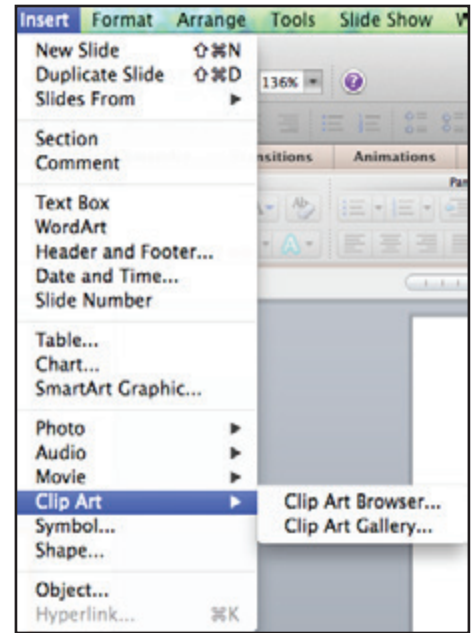 Insert Format Arrange Tools Slide Show
New Slide ⇧⌘N
Duplicate Slide ⇧⌘D
Slides From
136%
Section
Comment
Animations
Text Box
WordArt
Header and Footer...
Date and Time...
Slide Number
Table...
Chart...
SmartArt Graphic...
Photo
Audio
Movie
Clip Art
Clip Art Browser...
Clip Art Gallery...
Symbol...
Shape...
Object...
Hyperlink... ⌘K